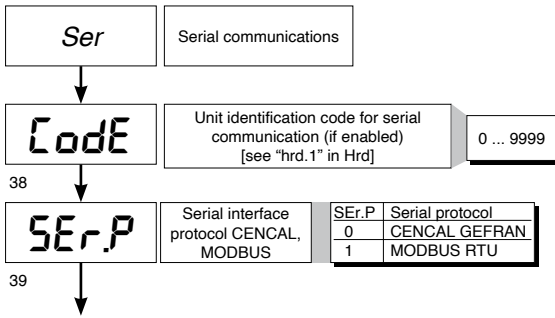 Ser
Serial communications
CodE
Unit identification code for serial
communication (if enabled)
[see “hrd.1” in Hrd]
0 ... 9999
38
SEr.P
Serial interface
protocol CENCAL,
MODBUS
SEr.P Serial protocol
0 CENCAL GEFRAN
1 MODBUS RTU
39